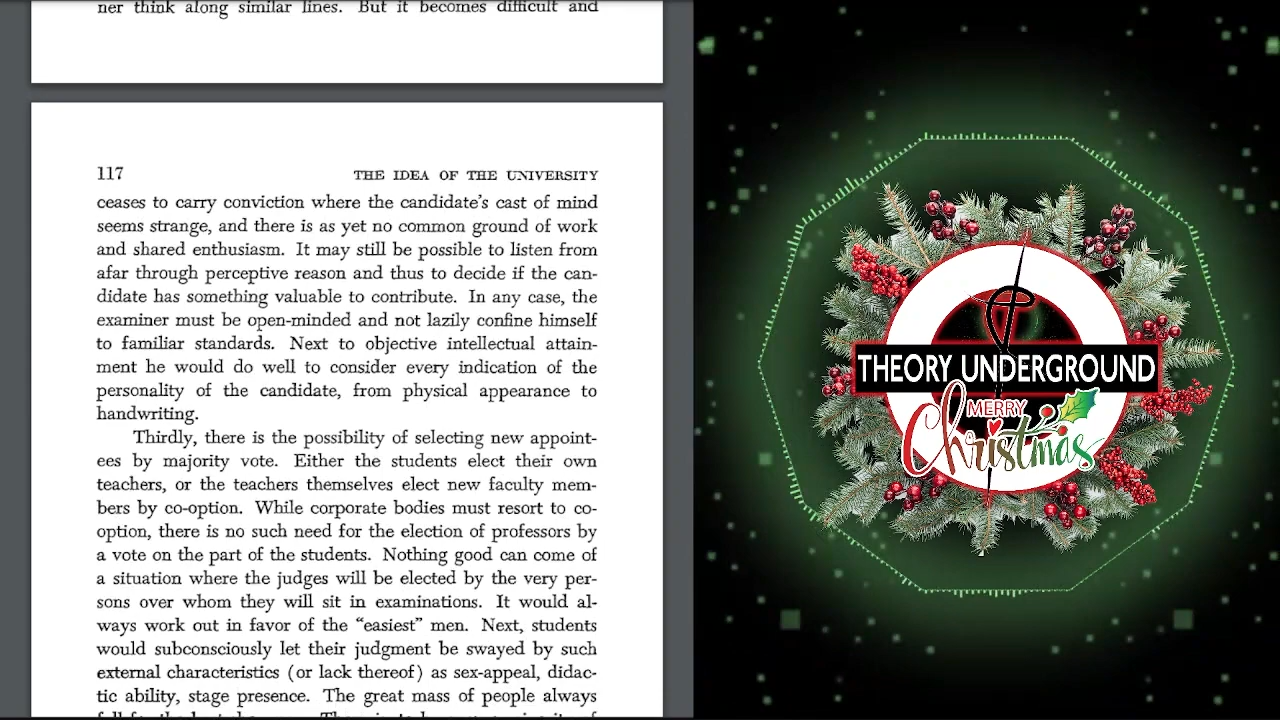 ner think along similar lines. But it becomes difficult and
117 THE IDEA OF THE UNIVERSITY
ceases to carry conviction where the candidate's cast of mind
seems strange, and there is as yet no common ground of work
and shared enthusiasm. It may still be possible to listen from
afar through perceptive reason and thus to decide if the can-
didate has something valuable to contribute. In any case, the
examiner must be open-minded and not lazily confine himself
to familiar standards. Next to objective intellectual attain-
ment he would do well to consider every indication of the
personality of the candidate, from physical appearance to
handwriting.
Thirdly, there is the possibility of selecting new appoint-
ees by majority vote. Either the students elect their own
teachers, or the teachers themselves elect new faculty mem-
bers by co-option. While corporate bodies must resort to co-
option, there is no such need for the election of professors by
a vote on the part of the students. Nothing good can come of
a situation where the judges will be elected by the very per-
sons over whom they will sit in examinations. It would al-
ways work out in favor of the "easiest" men. Next, students
would subconsciously let their judgment be swayed by such
external characteristics (or lack thereof) as sex-appeal, didac-
tic ability, stage presence. The great mass of people always
THEORY UNDERGROUND
MERRY
Christmas